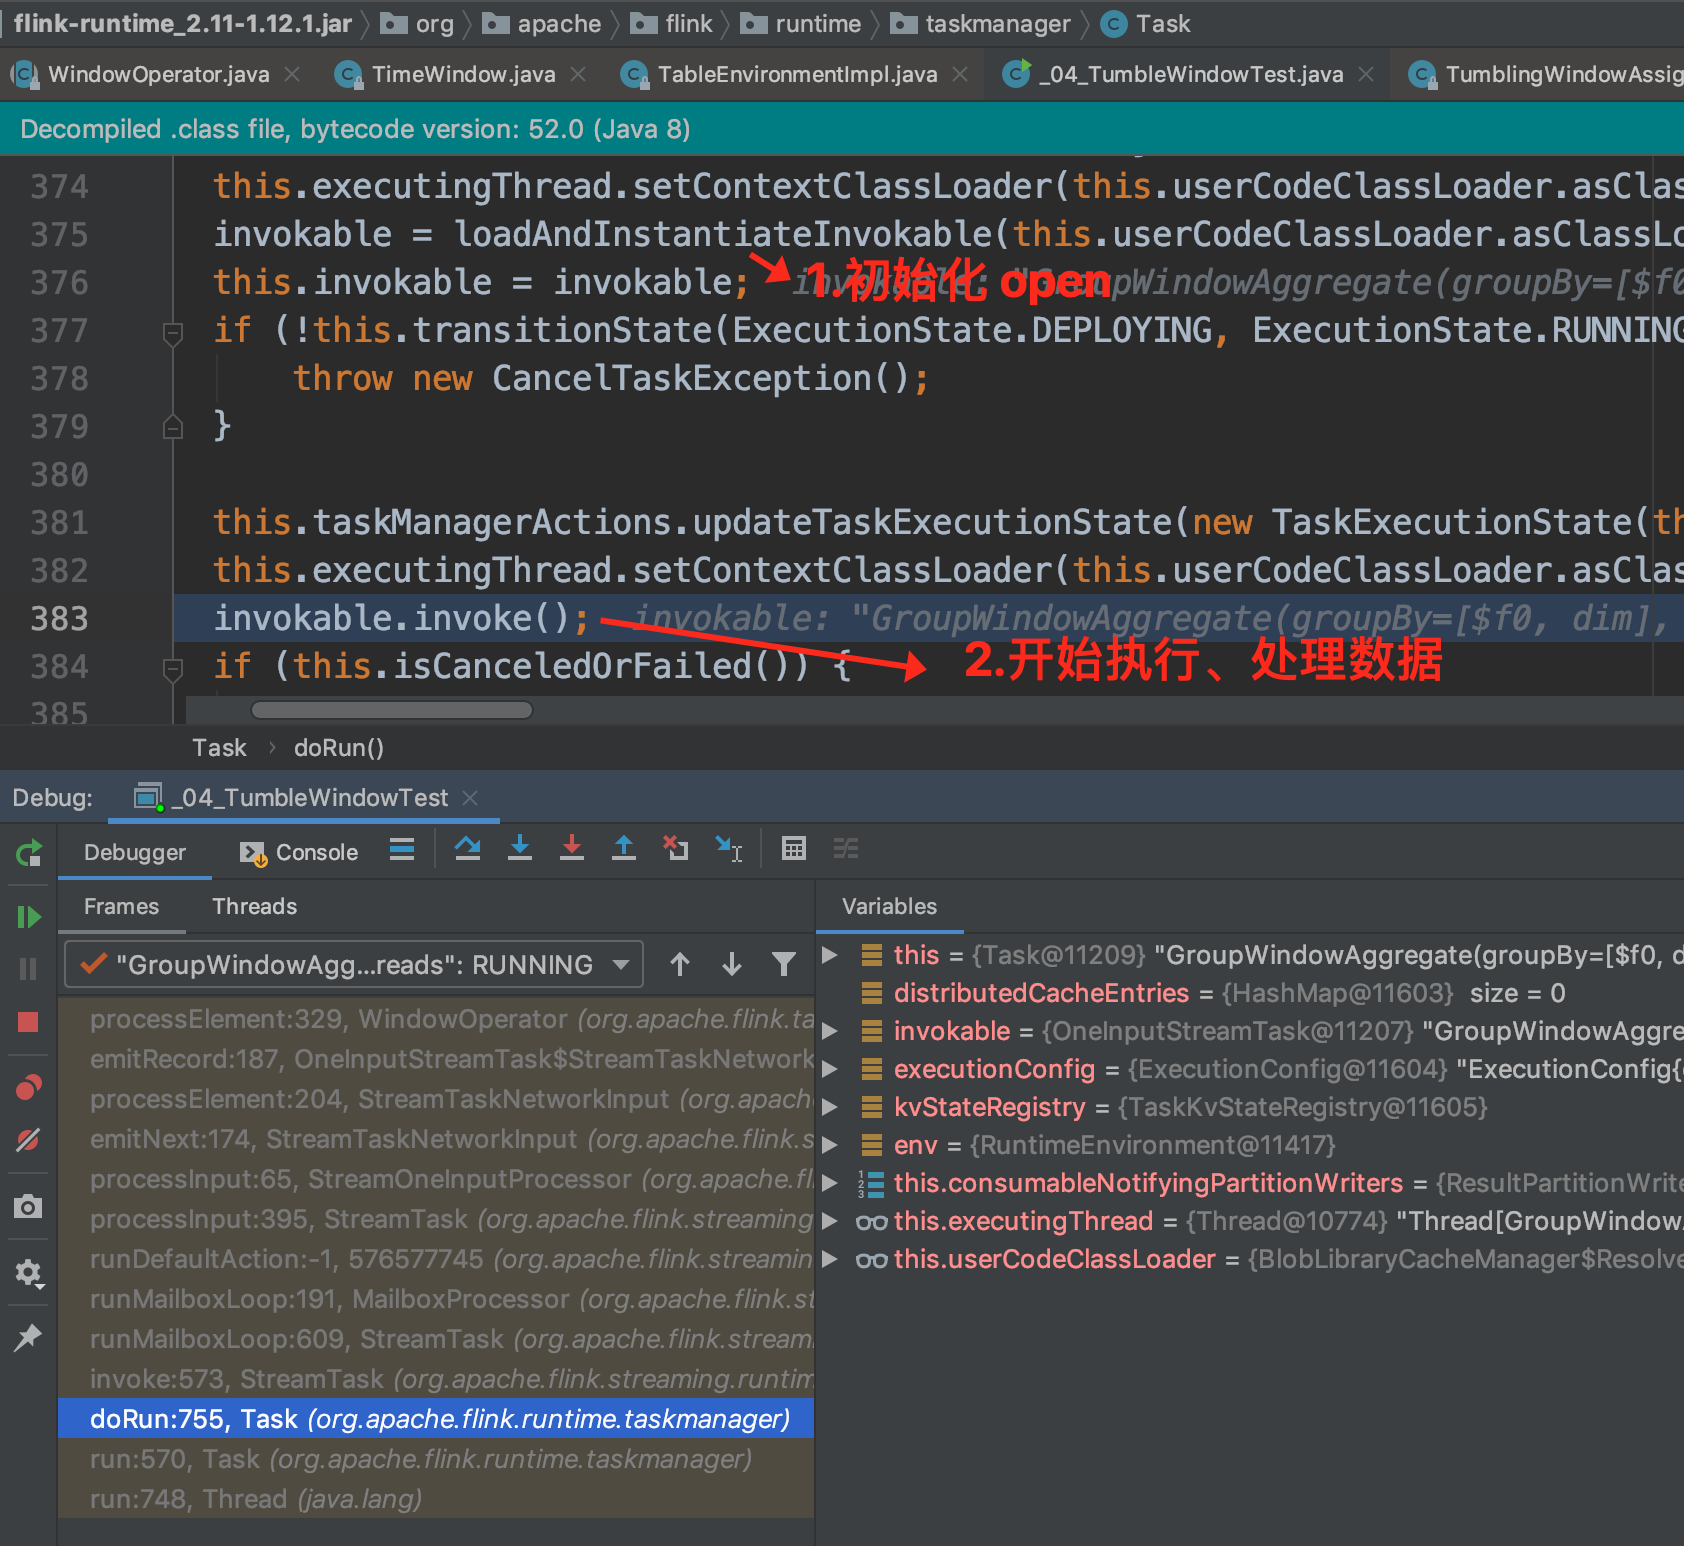 flink-runtime_2.11-1.12.1.jar org apache flink runtime taskmanager Task
WindowOperator.java TimeWindow.java TableEnvironmentImpl.java _04_TumbleWindowTest.java TumblingWindowAssig
Decompiled .class file, bytecode version: 52.0 (Java 8)
374 this.executingThread.setContextClassLoader(this.userCodeClassLoader.asClas
375 invokable = loadAndInstantiateInvokable(this.userCodeClassLoader.asClassLo
376 this.invokable = invokable; invokable: "GroupWindowAggregate(groupBy=[$f0
1.初始化 open
377 if (!this.transitionState(ExecutionState.DEPLOYING, ExecutionState.RUNNING
378 throw new CancelTaskException();
379 }
380
381 this.taskManagerActions.updateTaskExecutionState(new TaskExecutionState(th
382 this.executingThread.setContextClassLoader(this.userCodeClassLoader.asClas
383 invokable.invoke(); invokable: "GroupWindowAggregate(groupBy=[$f0, dim],
2.开始执行、处理数据
384 if (this.isCanceledOrFailed()) {
385
Task › doRun()
Debug: _04_TumbleWindowTest
Debugger Console
Frames Threads
"GroupWindowAgg...reads": RUNNING
processElement:329, WindowOperator (org.apache.flink.ta
emitRecord:187, OneInputStreamTask$StreamTaskNetwork
processElement:204, StreamTaskNetworkInput (org.apach
emitNext:174, StreamTaskNetworkInput (org.apache.flink.s
processInput:65, StreamOneInputProcessor (org.apache.fl
processInput:395, StreamTask (org.apache.flink.streaming
runDefaultAction:-1, 576577745 (org.apache.flink.streamin
runMailboxLoop:191, MailboxProcessor (org.apache.flink.st
runMailboxLoop:609, StreamTask (org.apache.flink.stream
invoke:573, StreamTask (org.apache.flink.streaming.runtim
doRun:755, Task (org.apache.flink.runtime.taskmanager)
run:570, Task (org.apache.flink.runtime.taskmanager)
run:748, Thread (java.lang)
Variables
this = {Task@11209} "GroupWindowAggregate(groupBy=[$f0, d
distributedCacheEntries = {HashMap@11603} size = 0
invokable = {OneInputStreamTask@11207} "GroupWindowAggre
executionConfig = {ExecutionConfig@11604} "ExecutionConfig{
kvStateRegistry = {TaskKvStateRegistry@11605}
env = {RuntimeEnvironment@11417}
this.consumableNotifyingPartitionWriters = {ResultPartitionWrite
this.executingThread = {Thread@10774} "Thread[GroupWindow
this.userCodeClassLoader = {BlobLibraryCacheManager$Resolve